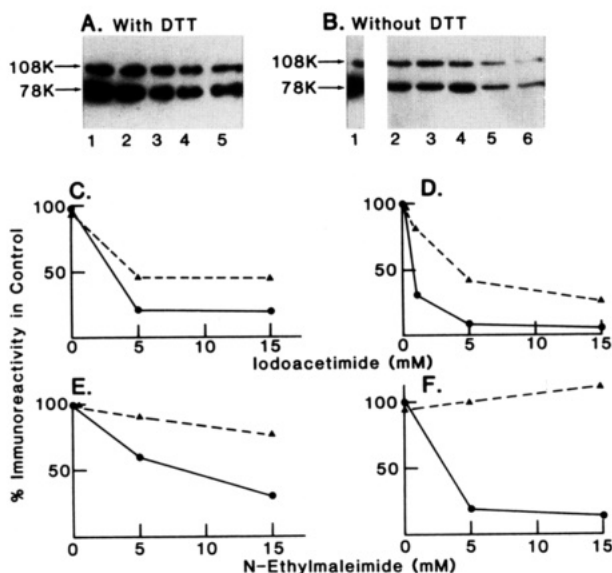 A. With DTT
B. Without DTT
108K
78K
1 2 3 4 5
108K
78K
1 2 3 4 5 6
% Immunoreactivity in Control
C.
100
50
0 5 10 15
D.
100
50
0 5 10 15
Iodoacetimide (mM)
E.
100
50
0 5 10 15
F.
100
50
0 5 10 15
N-Ethylmaleimide (mM)